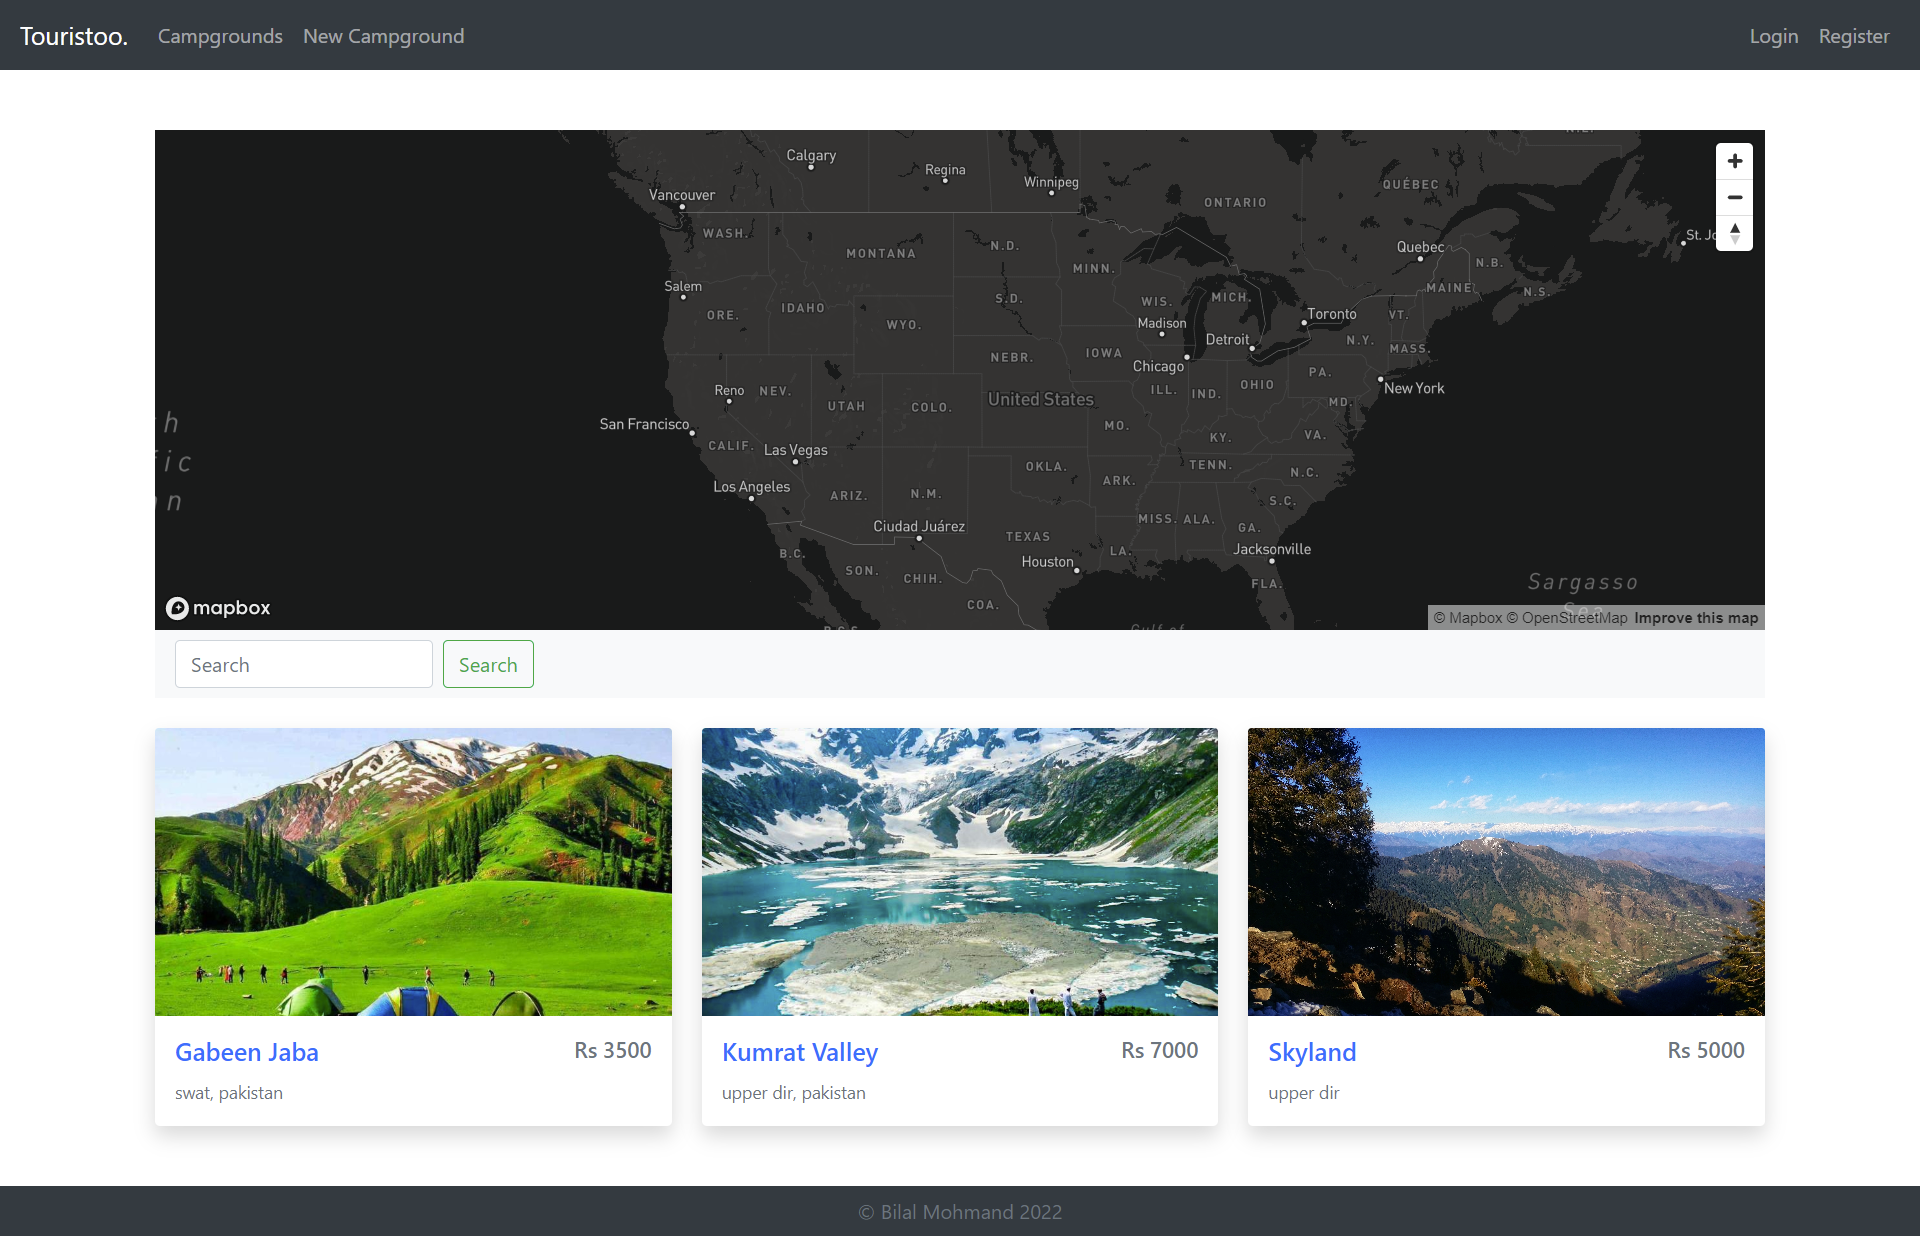 Touristoo.
Campgrounds
New Campground
Login
Register
Calgary
Regina
Winnipeg
Vancouver
ONTARIO
QUÉBEC
WASH.
MONTANA
N.D.
MINN.
Quebec
N.B.
St. Jo
Salem
ORE.
IDAHO
WYO.
S.D.
WIS.
MICH.
MAINE
N.S.
Madison
Toronto
VT.
Detroit
N.Y.
MASS.
NEBR.
IOWA
Chicago
PA.
Reno
NEV.
UTAH
COLO.
United States
ILL.
IND.
OHIO
New York
MD.
San Francisco
CALIF.
Las Vegas
MO.
KY.
VA.
h
fic
n
Los Angeles
ARIZ.
N.M.
OKLA.
ARK.
TENN.
N.C.
S.C.
Ciudad Juárez
TEXAS
MISS.
ALA.
GA.
B.C.
SON.
CHIH.
Houston
LA.
Jacksonville
FLA.
COA.
Sargasso
Sea
Gulf of
mapbox
© Mapbox © OpenStreetMap Improve this map
Search
Search
Gabeen Jaba
Rs 3500
swat, pakistan
Kumrat Valley
Rs 7000
upper dir, pakistan
Skyland
Rs 5000
upper dir
© Bilal Mohmand 2022